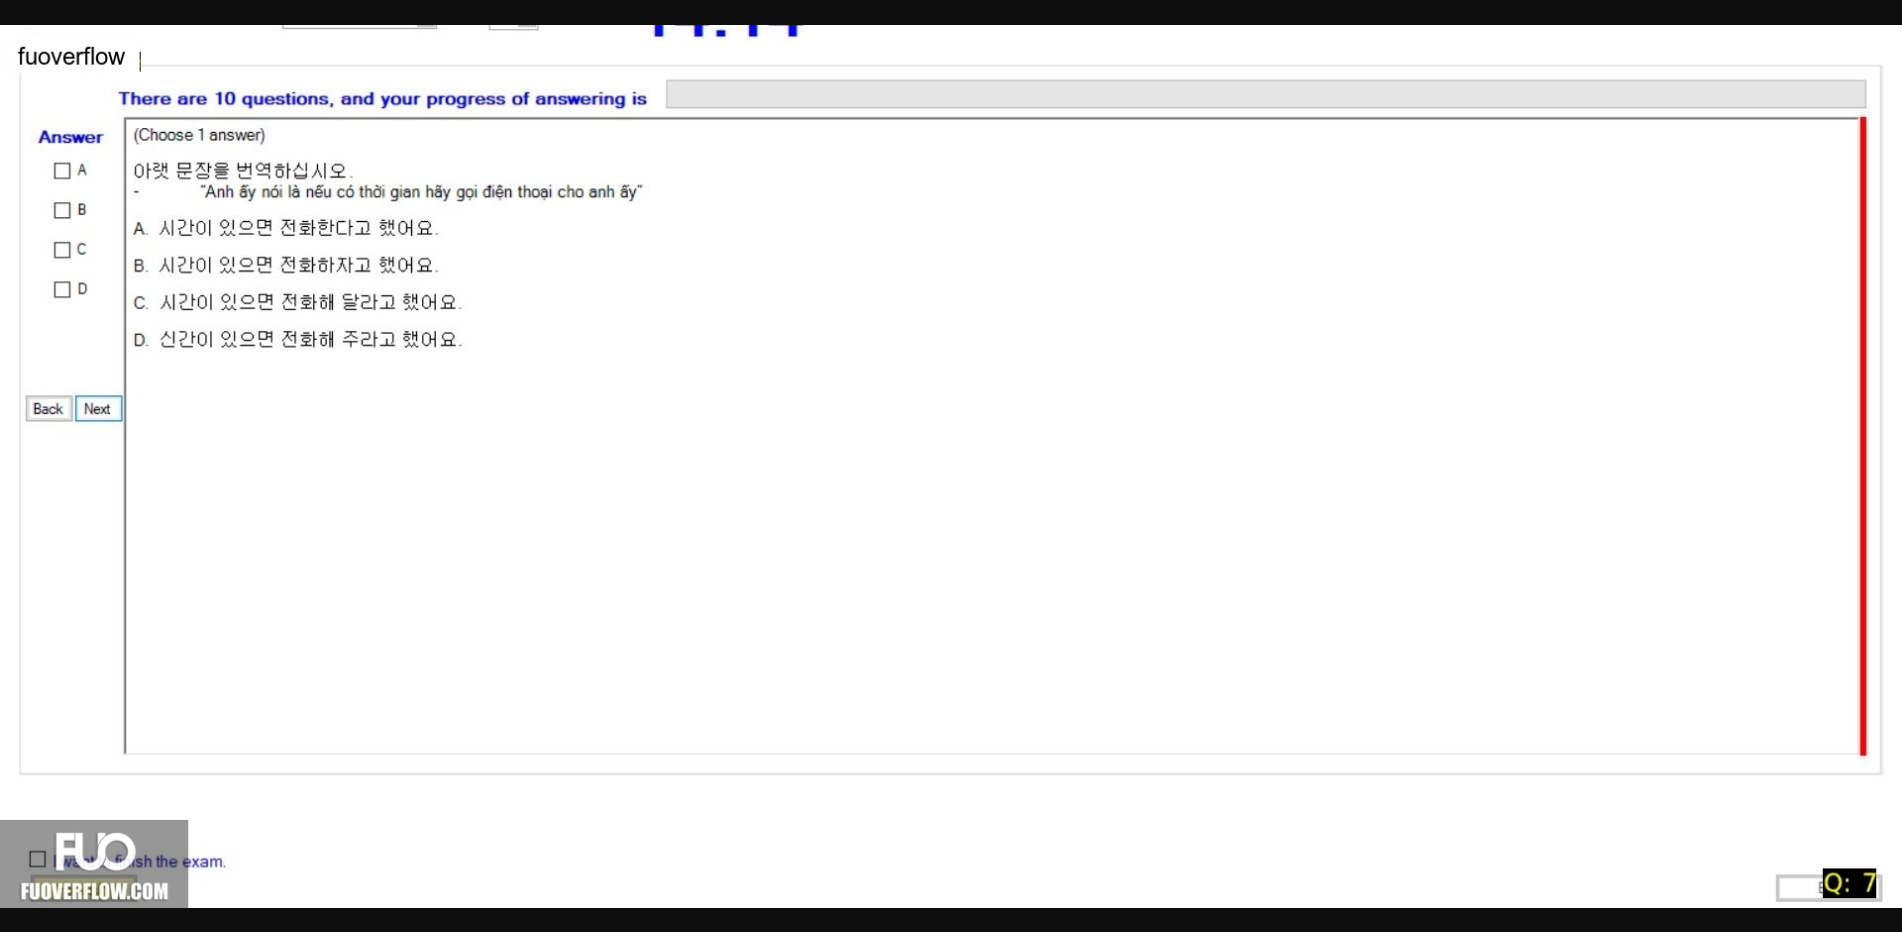 fuoverflow
There are 10 questions, and your progress of answering is
Answer
(Choose 1 answer)
A
B
C
D
아랫 문장을 번역하십시오.
- "Anh ấy nói là nếu có thời gian hãy gọi điện thoại cho anh ấy"
A. 시간이 있으면 전화한다고 했어요.
B. 시간이 있으면 전화하자고 했어요.
C. 시간이 있으면 전화해 달라고 했어요.
D. 신간이 있으면 전화해 주라고 했어요.
Back Next
FUO
the exam.
FUOVERFLOW.COM
Q: 7